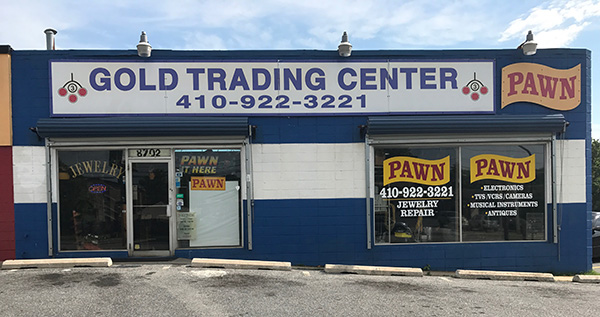 GOLD TRADING CENTER
410-922-3221
PAWN
8702
JEWELRY
OPEN
PAWN
IT HERE
PAWN
PAWN
410-922-3221
JEWELRY
REPAIR
PAWN
• ELECTRONICS
• TVS/VCRS/CAMERAS
• MUSICAL INSTRUMENTS
• ANTIQUES